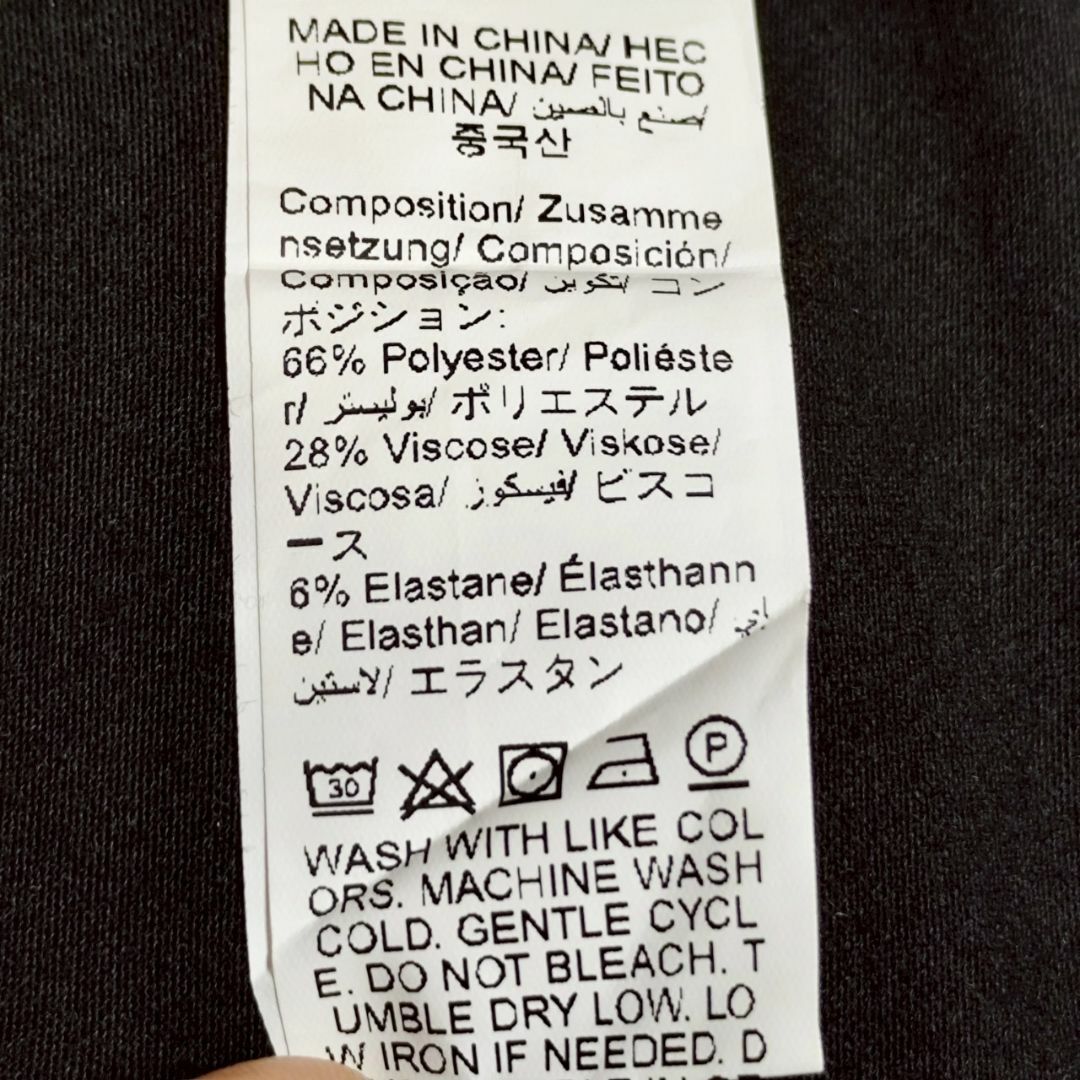 MADE IN CHINA/ HEC
HO EN CHINA/ FEITO
NA CHINA/ صنع بالصين/
중국산
Composition/ Zusamme
nsetzung/ Composición/
Composição/ تكوين/ コン
ポジション:
66% Polyester/ Poliéste
r/ بوليستر/ ポリエステル
28% Viscose/ Viskose/
Viscosa/ فيسكوز/ ビスコ
ース
6% Elastane/ Élasthann
e/ Elasthan/ Elastano/
لاستين/ エラスタン
30
P
WASH WITH LIKE COL
ORS. MACHINE WASH
COLD. GENTLE CYCL
E. DO NOT BLEACH. T
UMBLE DRY LOW. LO
W IRON IF NEEDED. D